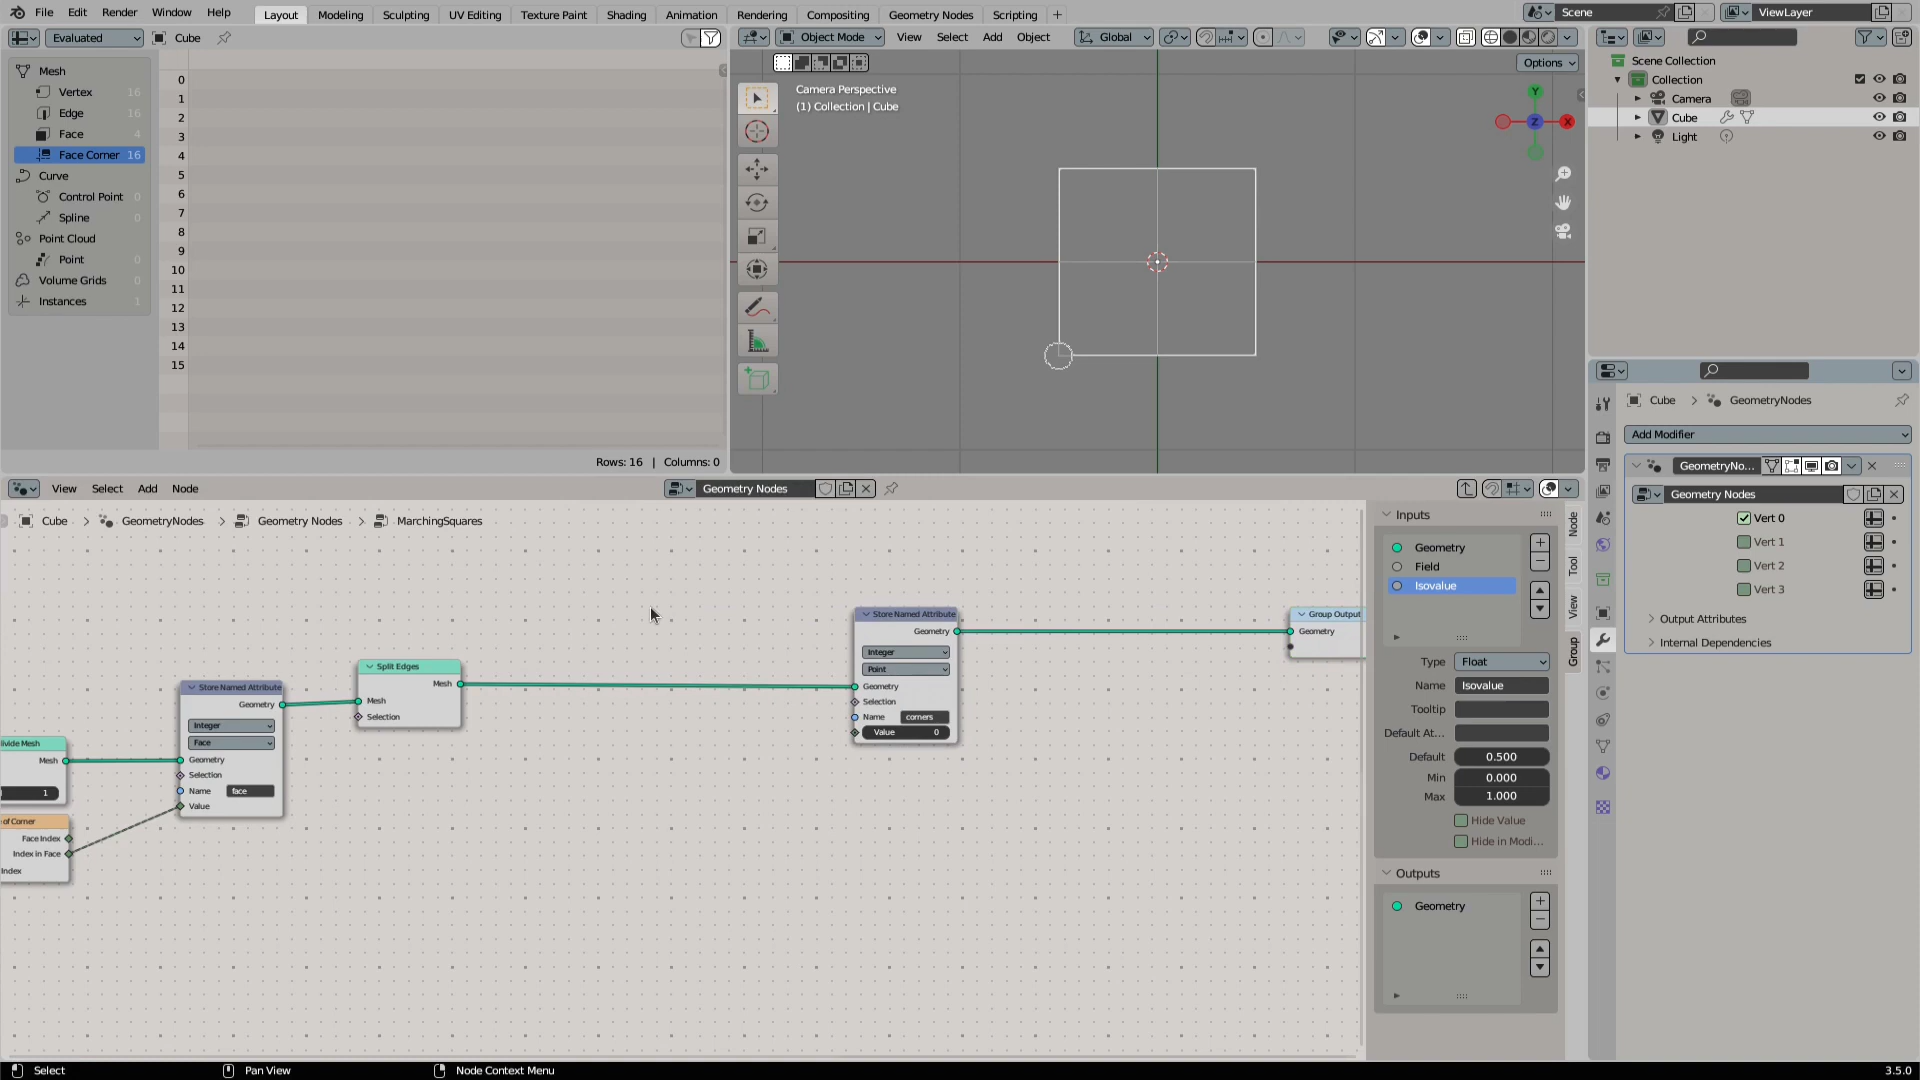 File Edit Render Window Help
Layout Modeling Sculpting UV Editing Texture Paint Shading Animation Rendering Compositing Geometry Nodes Scripting +
Scene
ViewLayer
Evaluated Cube
Object Mode View Select Add Object Global
Options
Mesh
Vertex 16
Edge 16
Face 4
Face Corner 16
Curve
Control Point 0
Spline 0
Point Cloud
Point 0
Volume Grids 0
Instances 1
0
1
2
3
4
5
6
7
8
9
10
11
12
13
14
15
Rows: 16 | Columns: 0
Camera Perspective
(1) Collection | Cube
Y
Z
X
Scene Collection
Collection
Camera
Cube
Light
Cube > GeometryNodes
Add Modifier
GeometryNo...
Geometry Nodes
Vert 0
Vert 1
Vert 2
Vert 3
Output Attributes
Internal Dependencies
View Select Add Node
Geometry Nodes
Cube > GeometryNodes > Geometry Nodes > MarchingSquares
ivide Mesh
Mesh
1
of Corner
Face Index
Index in Face
Index
Store Named Attribute
Geometry
Integer
Face
Geometry
Selection
Name face
Value
Split Edges
Mesh
Mesh
Selection
Store Named Attribute
Geometry
Integer
Point
Geometry
Selection
Name corners
Value 0
Group Output
Geometry
Inputs
Geometry
Field
Isovalue
Type Float
Name Isovalue
Tooltip
Default At...
Default 0.500
Min 0.000
Max 1.000
Hide Value
Hide in Modi...
Outputs
Geometry
Node
Tool
View
Group
Select
Pan View
Node Context Menu
3.5.0